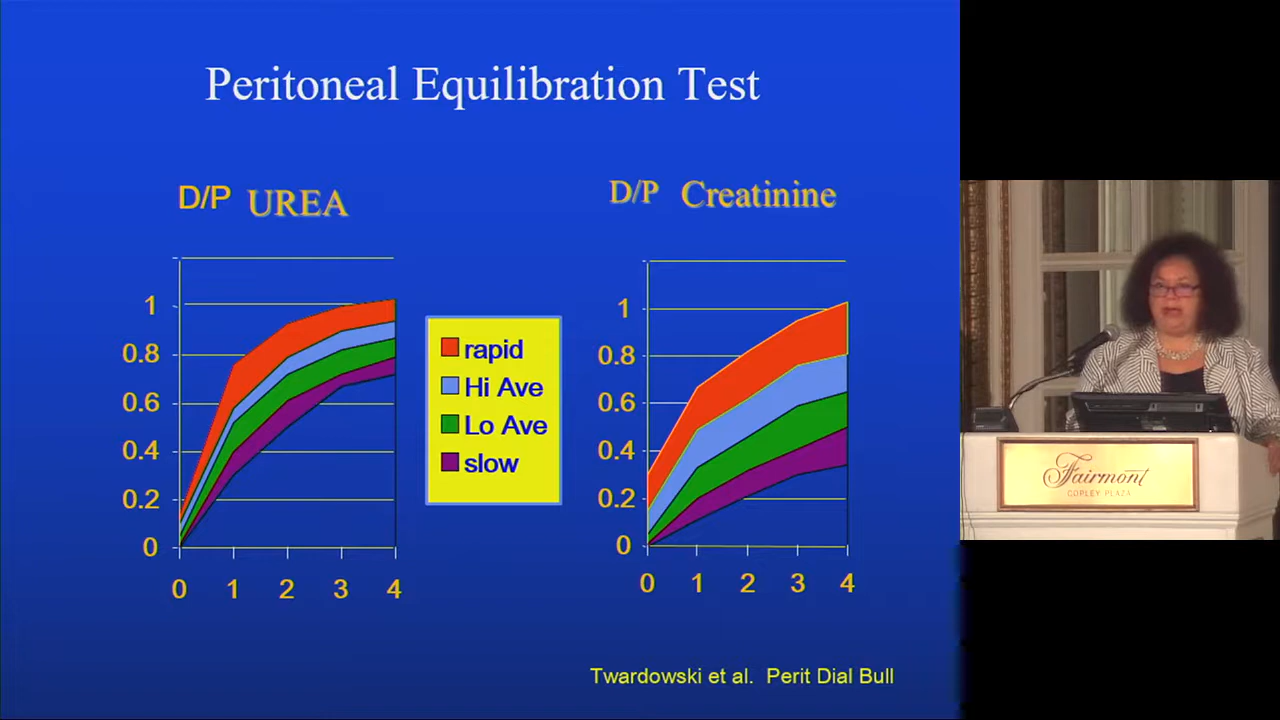 Peritoneal Equilibration Test
D/P UREA
D/P Creatinine
1
0.8
0.6
0.4
0.2
0
0 1 2 3 4
rapid
Hi Ave
Lo Ave
slow
1
0.8
0.6
0.4
0.2
0
0 1 2 3 4
Twardowski et al. Perit Dial Bull
Fairmont
COPLEY PLAZA